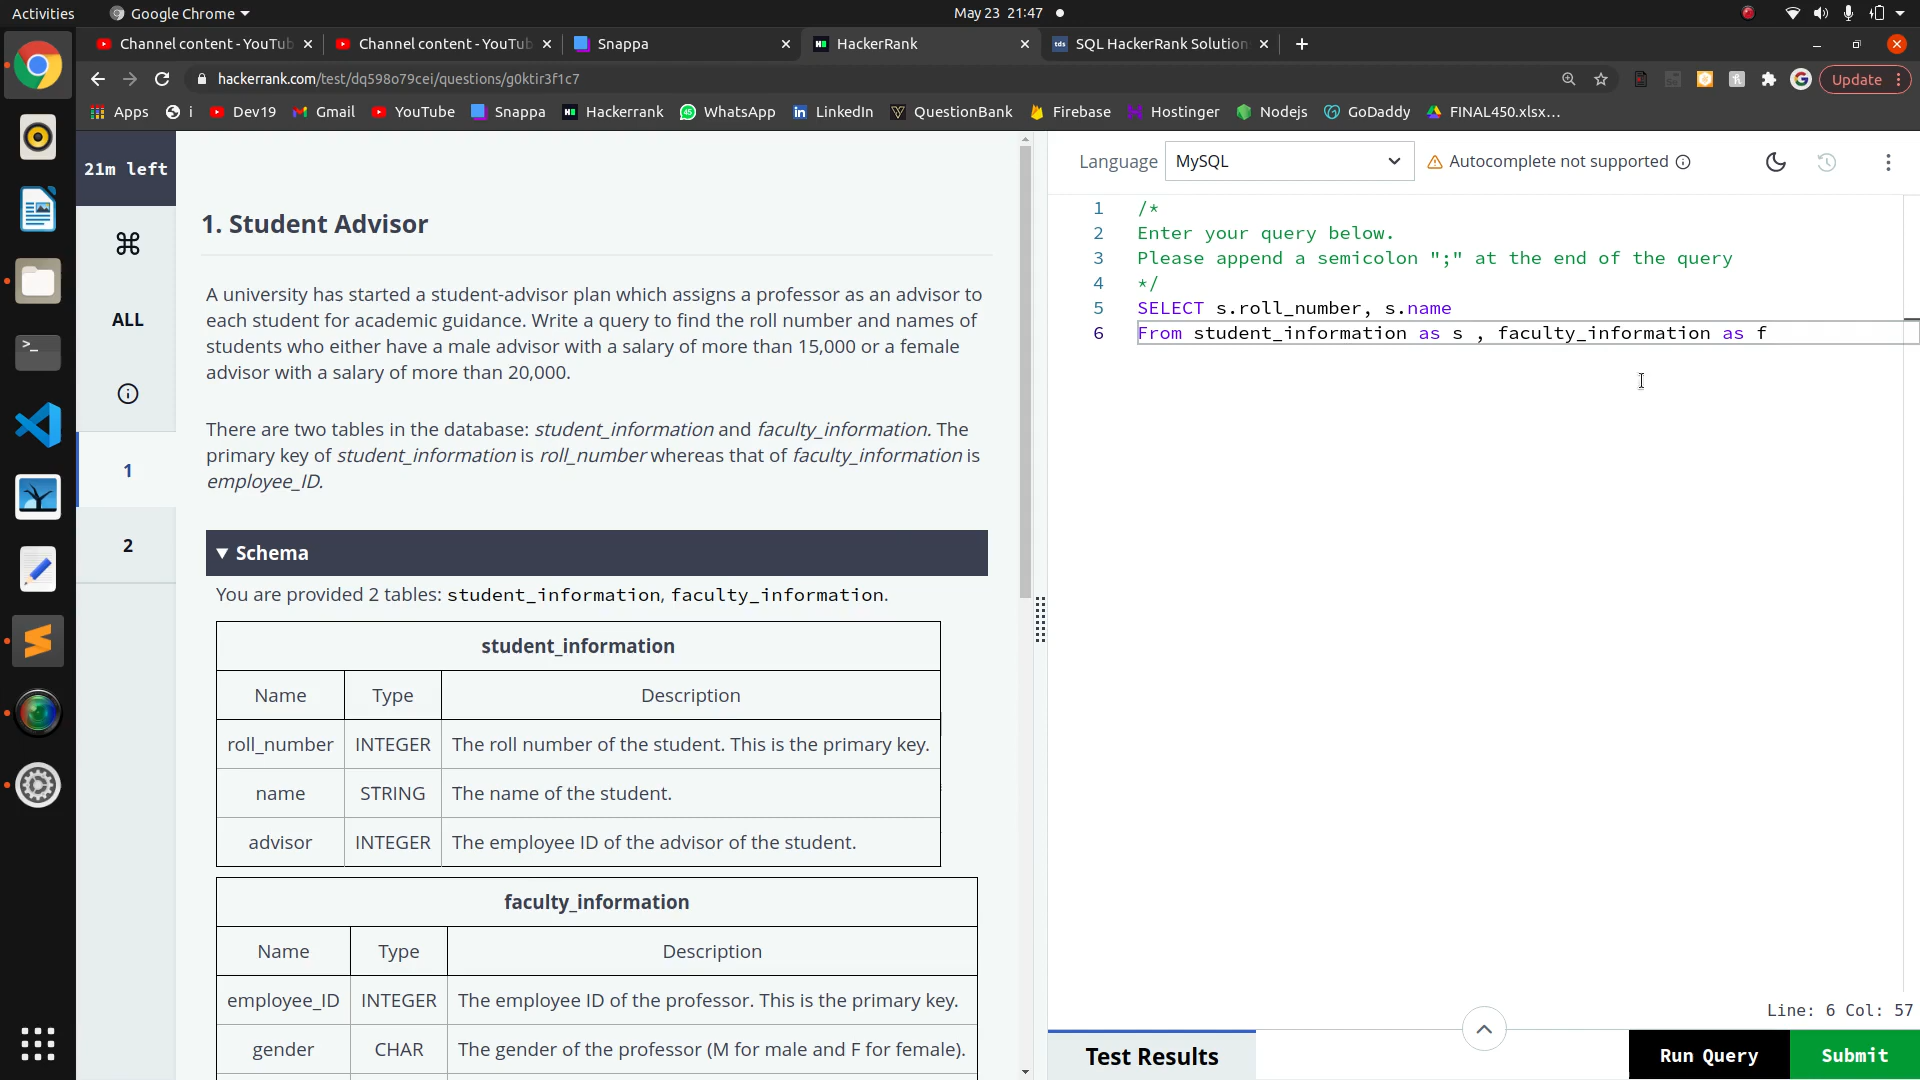 Activities
Google Chrome
May 23 21:47
Channel content - YouTub
Channel content - YouTub
Snappa
HackerRank
SQL HackerRank Solution
hackerrank.com/test/dq598o79cei/questions/g0ktir3f1c7
Update
Apps
i
Dev19
Gmail
YouTube
Snappa
Hackerrank
WhatsApp
LinkedIn
QuestionBank
Firebase
Hostinger
Nodejs
GoDaddy
FINAL450.xlsx...
21m left
ALL
1
2
1. Student Advisor
A university has started a student-advisor plan which assigns a professor as an advisor to
each student for academic guidance. Write a query to find the roll number and names of
students who either have a male advisor with a salary of more than 15,000 or a female
advisor with a salary of more than 20,000.
There are two tables in the database: student_information and faculty_information. The
primary key of student_information is roll_number whereas that of faculty_information is
employee_ID.
Schema
You are provided 2 tables: student_information, faculty_information.
student_information
Name Type Description
roll_number INTEGER The roll number of the student. This is the primary key.
name STRING The name of the student.
advisor INTEGER The employee ID of the advisor of the student.
faculty_information
Name Type Description
employee_ID INTEGER The employee ID of the professor. This is the primary key.
gender CHAR The gender of the professor (M for male and F for female).
Language MySQL Autocomplete not supported
1 /*
2 Enter your query below.
3 Please append a semicolon ";" at the end of the query
4 */
5 SELECT s.roll_number, s.name
6 From student_information as s , faculty_information as f
Line: 6 Col: 57
Test Results
Run Query
Submit